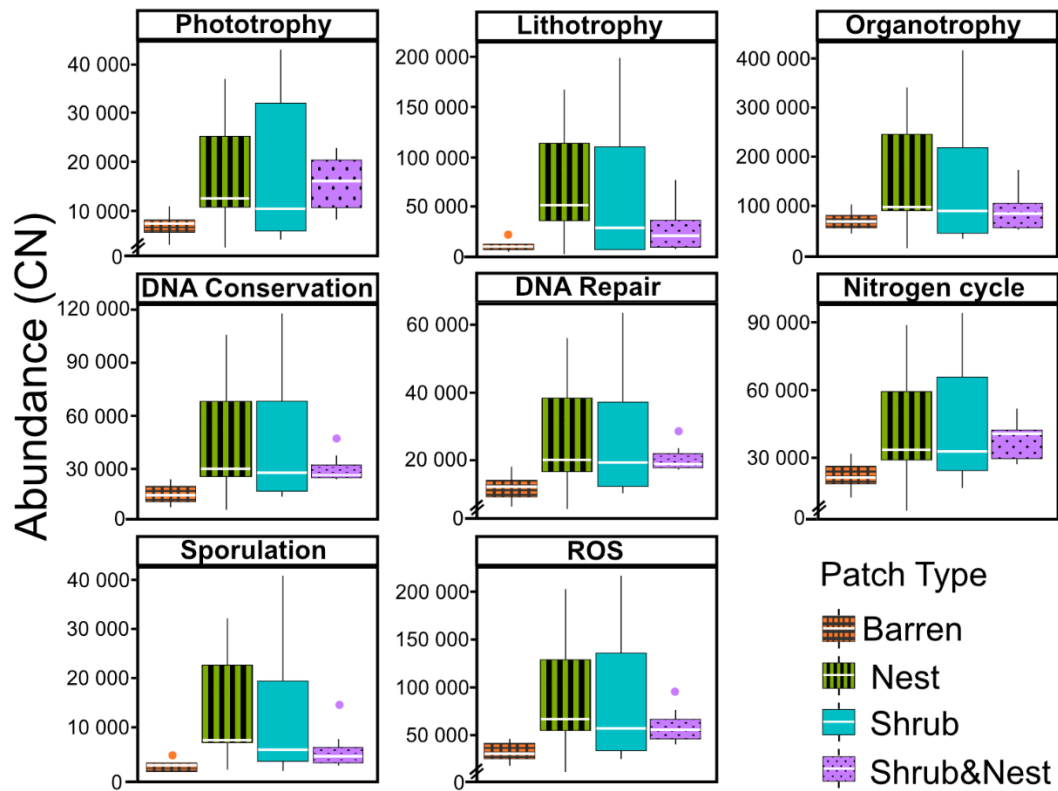 Phototrophy
Lithotrophy
Organotrophy
40 000
30 000
20 000
10 000
0
200 000
150 000
100 000
50 000
0
400 000
300 000
200 000
100 000
0
Abundance (CN)
DNA Conservation
DNA Repair
Nitrogen cycle
120 000
90 000
60 000
30 000
0
60 000
40 000
20 000
0
90 000
60 000
30 000
0
Sporulation
ROS
40 000
30 000
20 000
10 000
0
200 000
150 000
100 000
50 000
0
Patch Type
Barren
Nest
Shrub
Shrub&Nest